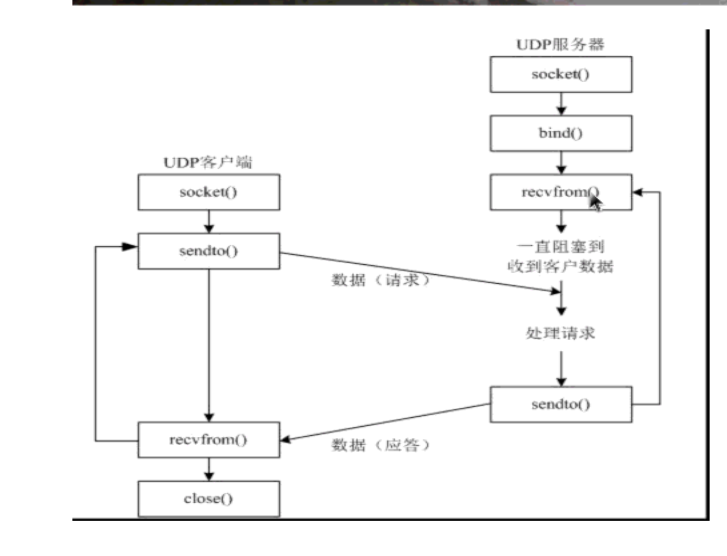 UDP服务器
socket()
bind()
UDP客户端
socket()
recvfrom()
sendto()
一直阻塞到
收到客户数据
数据（请求）
处理请求
sendto()
recvfrom()
数据（应答）
close()